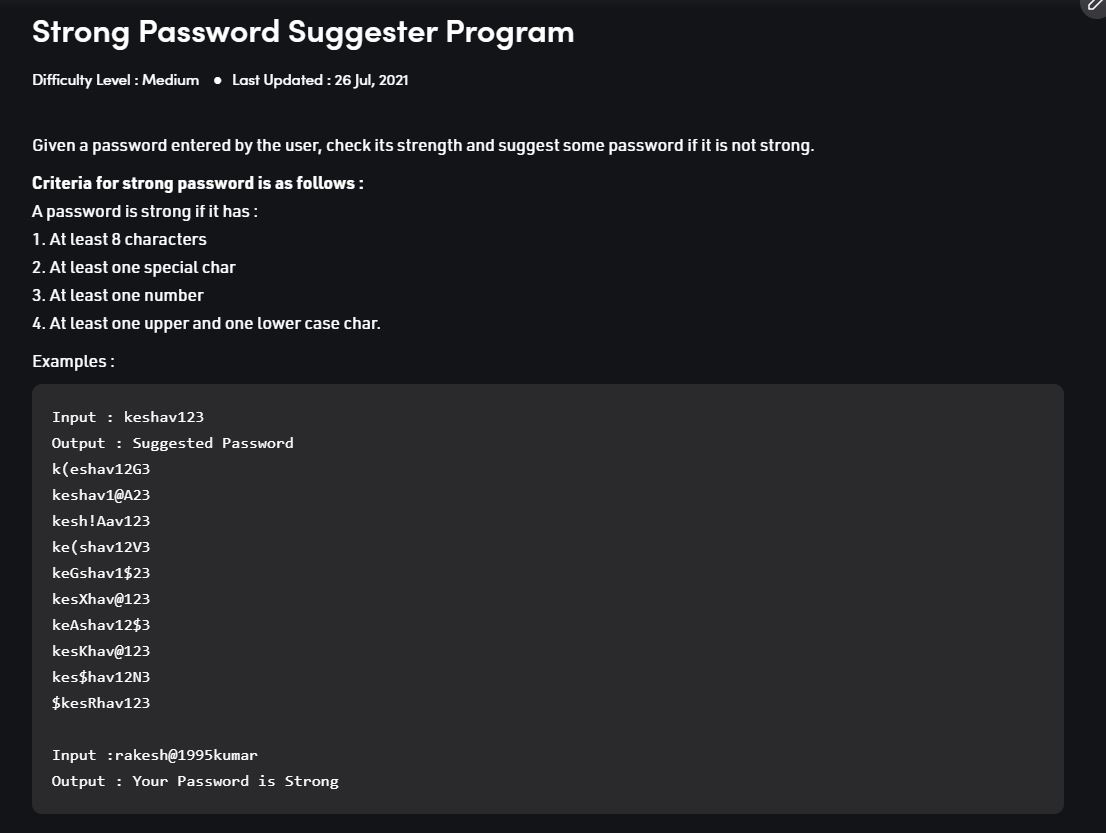 Strong Password Suggester Program
Difficulty Level : Medium ● Last Updated : 26 Jul, 2021
Given a password entered by the user, check its strength and suggest some password if it is not strong.
Criteria for strong password is as follows :
A password is strong if it has :
1. At least 8 characters
2. At least one special char
3. At least one number
4. At least one upper and one lower case char.
Examples :
Input : keshav123
Output : Suggested Password
k(eshav12G3
keshav1@A23
kesh!Aav123
ke(shav12V3
keGshav1$23
kesXhav@123
keAshav12$3
kesKhav@123
kes$hav12N3
$kesRhav123
Input :rakesh@1995kumar
Output : Your Password is Strong